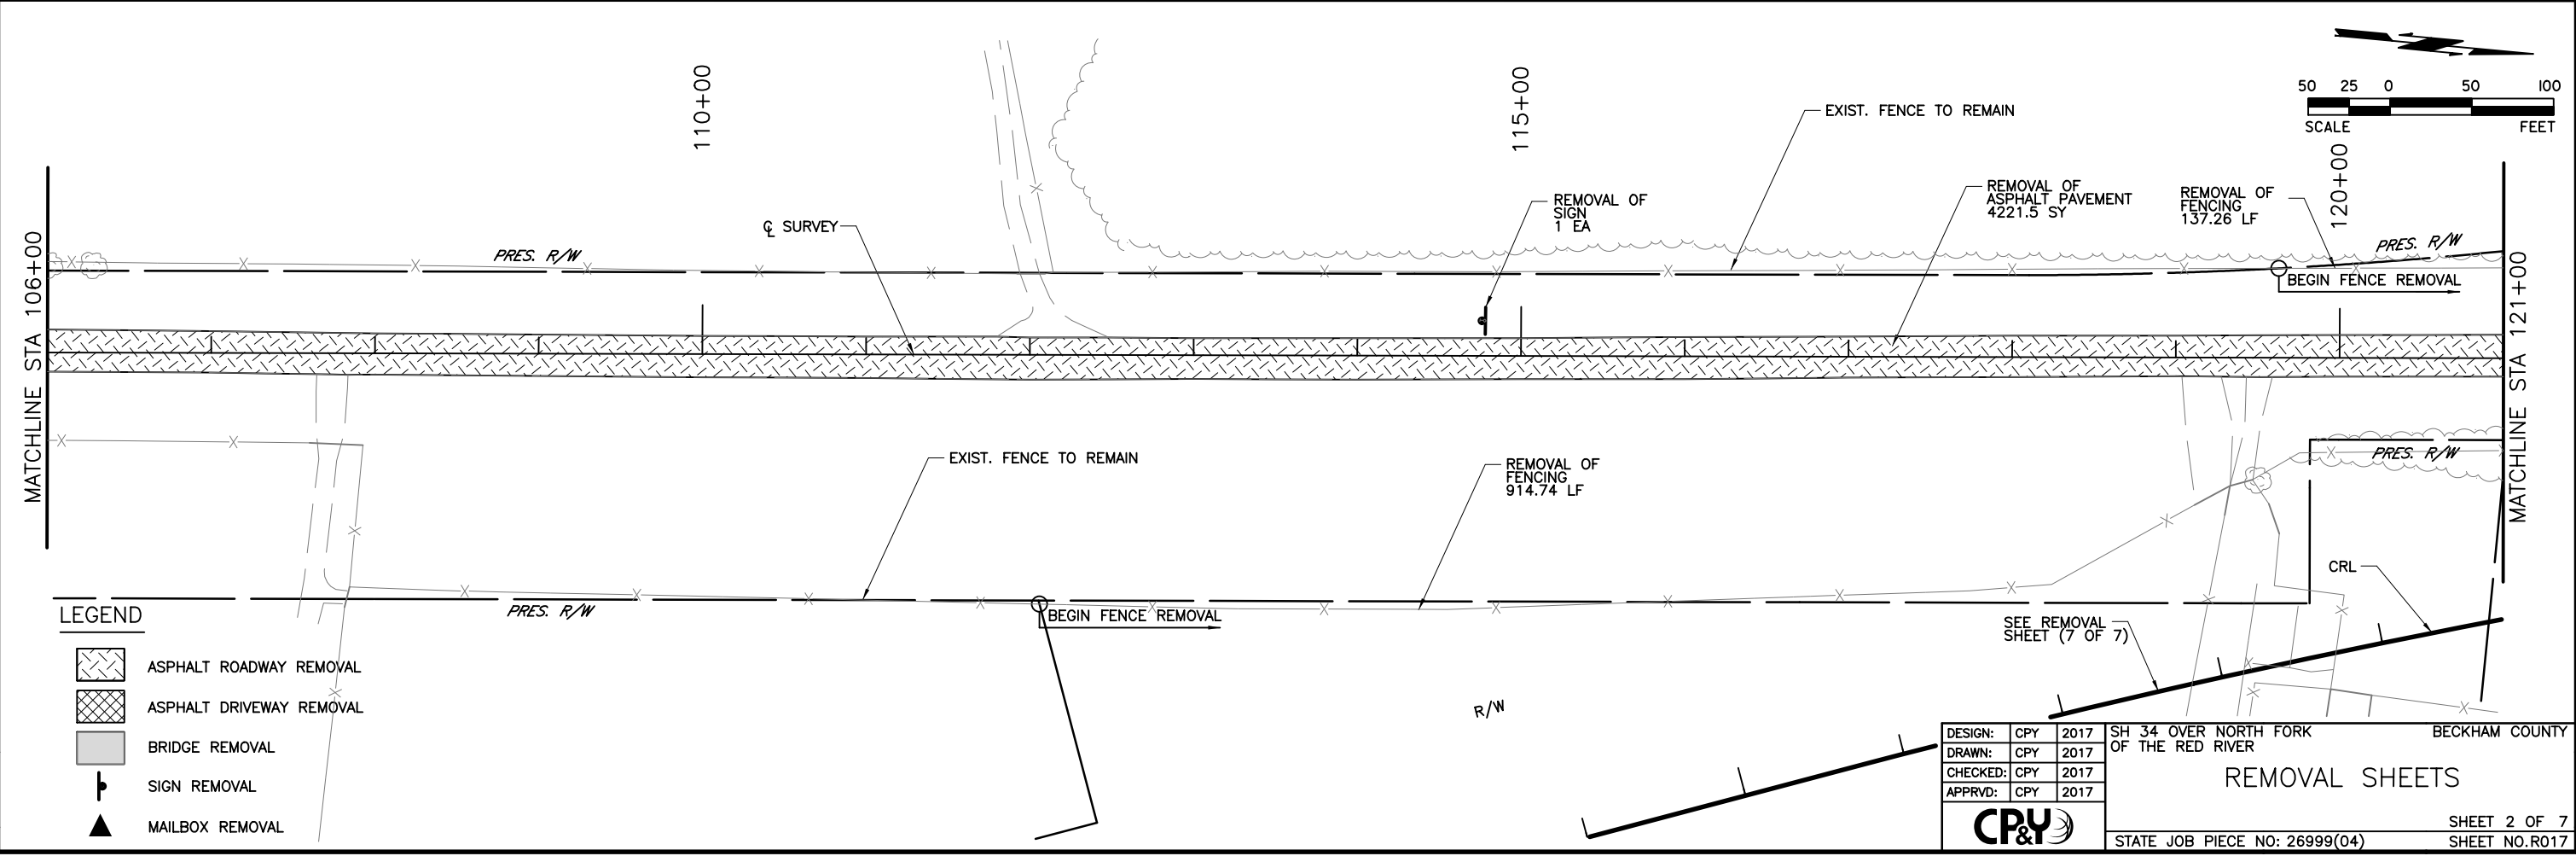 50 25 0 50 100
SCALE FEET
110+00
115+00
120+00
EXIST. FENCE TO REMAIN
REMOVAL OF
SIGN
1 EA
REMOVAL OF
ASPHALT PAVEMENT
4221.5 SY
REMOVAL OF
FENCING
137.26 LF
℄ SURVEY
PRES. R/W
PRES. R/W
BEGIN FENCE REMOVAL
MATCHLINE STA 106+00
MATCHLINE STA 121+00
EXIST. FENCE TO REMAIN
REMOVAL OF
FENCING
914.74 LF
PRES. R/W
CRL
PRES. R/W
BEGIN FENCE REMOVAL
SEE REMOVAL
SHEET (7 OF 7)
R/W
LEGEND
ASPHALT ROADWAY REMOVAL
ASPHALT DRIVEWAY REMOVAL
BRIDGE REMOVAL
SIGN REMOVAL
MAILBOX REMOVAL
DESIGN: CPY 2017
DRAWN: CPY 2017
CHECKED: CPY 2017
APPRVD: CPY 2017
CP&Y
SH 34 OVER NORTH FORK
OF THE RED RIVER
BECKHAM COUNTY
REMOVAL SHEETS
SHEET 2 OF 7
STATE JOB PIECE NO: 26999(04)
SHEET NO.R017